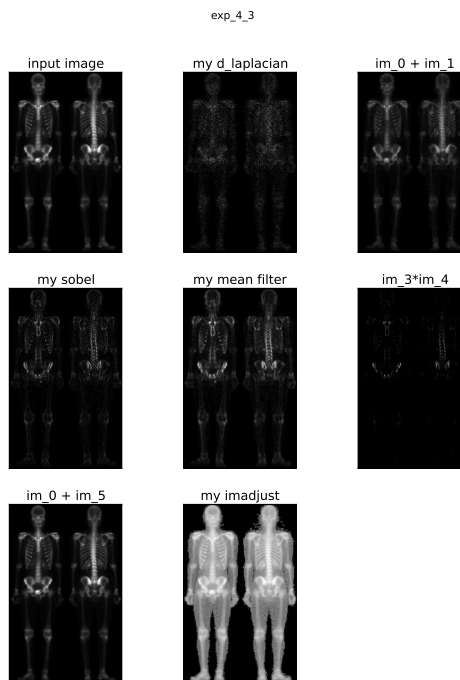 exp_4_3
input image
my d_laplacian
im_0 + im_1
my sobel
my mean filter
im_3*im_4
im_0 + im_5
my imadjust